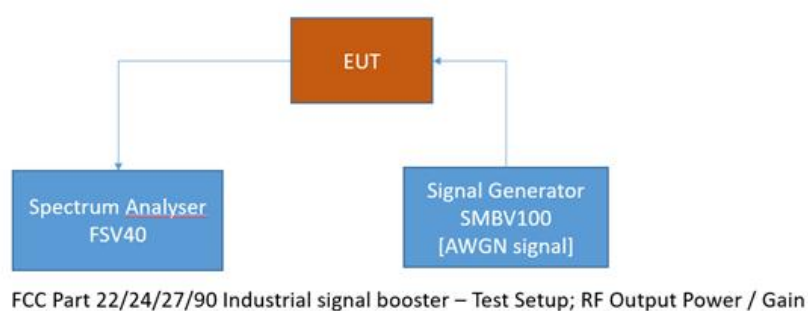 EUT
Spectrum Analyser
FSV40
Signal Generator
SMBV100
[AWGN signal]
FCC Part 22/24/27/90 Industrial signal booster – Test Setup; RF Output Power / Gain